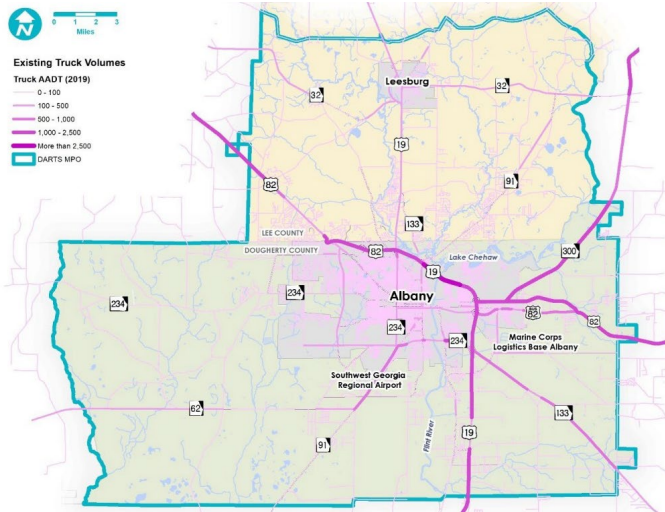 N
0 1 2 3
Miles
Existing Truck Volumes
Truck AADT (2019)
0 - 100
100 - 500
500 - 1,000
1,000 - 2,500
More than 2,500
DARTS MPO
Leesburg
32
32
19
91
82
133
LEE COUNTY
DOUGHERTY COUNTY
82
Lake Chehaw
300
19
234
Albany
234
82
82
234
234
Marine Corps
Logistics Base Albany
Southwest Georgia
Regional Airport
62
133
91
Flint River
19